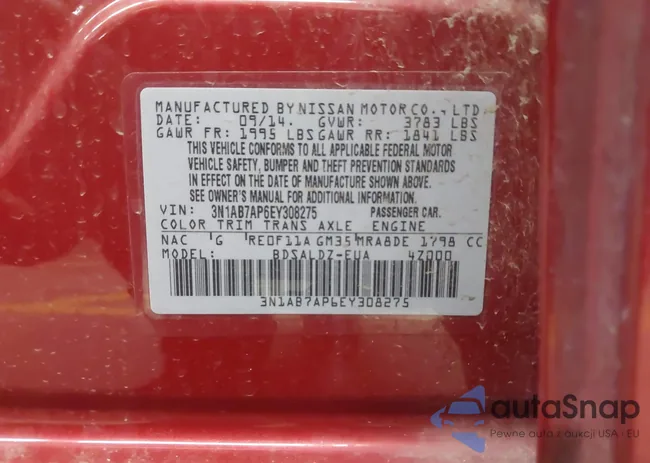 MANUFACTURED BY NISSAN MOTOR CO., LTD
DATE: 09/14. GVWR: 3783 LBS
GAWR FR: 1995 LBS GAWR RR: 1841 LBS
THIS VEHICLE CONFORMS TO ALL APPLICABLE FEDERAL MOTOR
VEHICLE SAFETY, BUMPER AND THEFT PREVENTION STANDARDS
IN EFFECT ON THE DATE OF MANUFACTURE SHOWN ABOVE.
SEE OWNER'S MANUAL FOR ADDITIONAL INFORMATION.
VIN: 3N1AB7AP6EY308275 PASSENGER CAR.
COLOR TRIM TRANS AXLE ENGINE
NAC G RE0F11A GM35 MRA8DE 1798 CC
MODEL: BDSALDZ-EUA 4Z000
3N1AB7AP6EY308275
autaSnap
Pewne auta z aukcji USA · EU